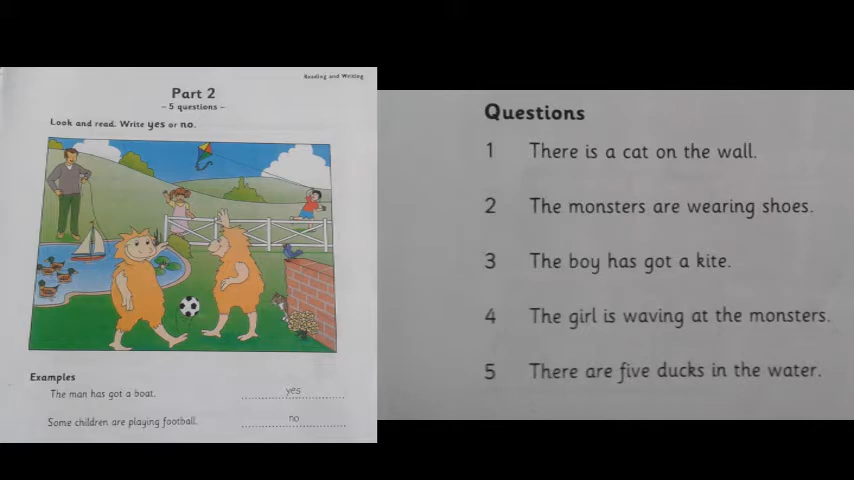 Reading and Writing
Part 2
– 5 questions –
Look and read. Write yes or no.
Examples
The man has got a boat. yes
Some children are playing football. no
Questions
1 There is a cat on the wall.
2 The monsters are wearing shoes.
3 The boy has got a kite.
4 The girl is waving at the monsters.
5 There are five ducks in the water.